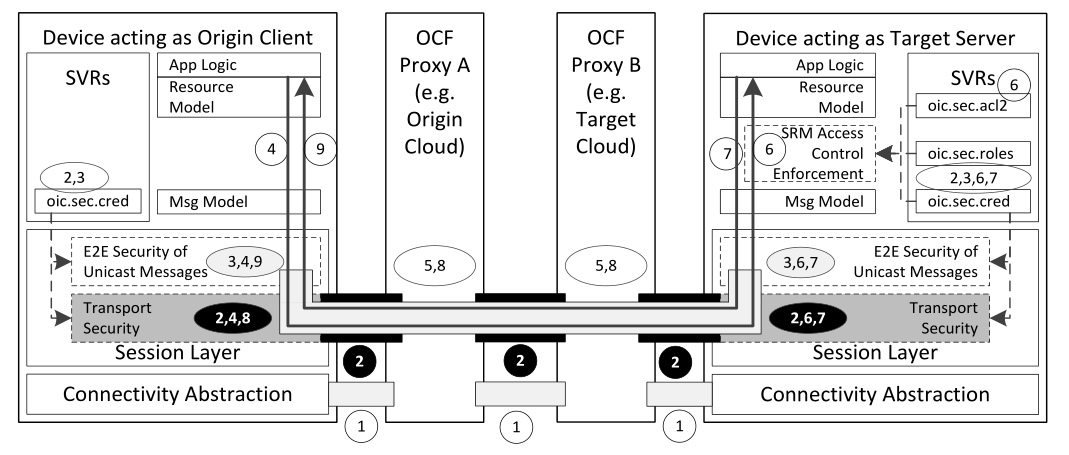 Device acting as Origin Client
SVRs
App Logic
Resource
Model
4
9
2,3
oic.sec.cred
Msg Model
E2E Security of
Unicast Messages
3,4,9
Transport
Security
2,4,8
Session Layer
Connectivity Abstraction
OCF
Proxy A
(e.g.
Origin
Cloud)
5,8
OCF
Proxy B
(e.g.
Target
Cloud)
5,8
2
2
2
1
1
1
Device acting as Target Server
App Logic
Resource
Model
SVRs
6
oic.sec.acl2
7
6
SRM Access
Control
Enforcement
oic.sec.roles
2,3,6,7
oic.sec.cred
Msg Model
3,6,7
E2E Security of
Unicast Messages
2,6,7
Transport
Security
Session Layer
Connectivity Abstraction